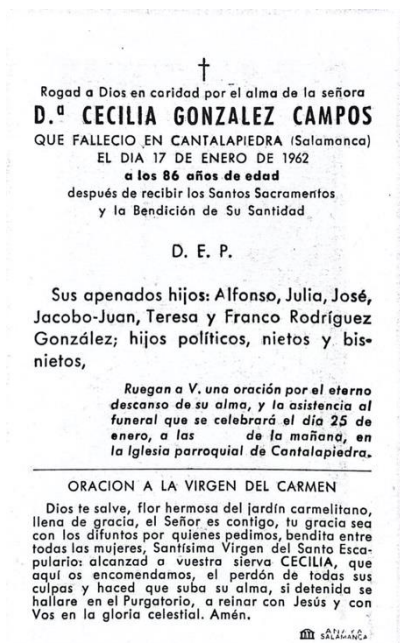 Rogad a Dios en caridad por el alma de la señora
D.ª CECILIA GONZALEZ CAMPOS
QUE FALLECIO EN CANTALAPIEDRA (Salamanca)
EL DIA 17 DE ENERO DE 1962
a los 86 años de edad
después de recibir los Santos Sacramentos
y la Bendición de Su Santidad
D. E. P.
Sus apenados hijos: Alfonso, Julia, José,
Jacobo-Juan, Teresa y Franco Rodríguez
González; hijos políticos, nietos y bis-
nietos,
Ruegan a V. una oración por el eterno
descanso de su alma, y la asistencia al
funeral que se celebrará el día 25 de
enero, a las de la mañana, en
la Iglesia parroquial de Cantalapiedra.
ORACION A LA VIRGEN DEL CARMEN
Dios te salve, flor hermosa del jardín carmelitano,
llena de gracia, el Señor es contigo, tu gracia sea
con los difuntos por quienes pedimos, bendita entre
todas las mujeres, Santísima Virgen del Santo Esca-
pulario: alcanzad a vuestra sierva CECILIA, que
aquí os encomendamos, el perdón de todas sus
culpas y haced que suba su alma, si detenida se
hallare en el Purgatorio, a reinar con Jesús y con
Vos en la gloria celestial. Amén.
SALAMANCA